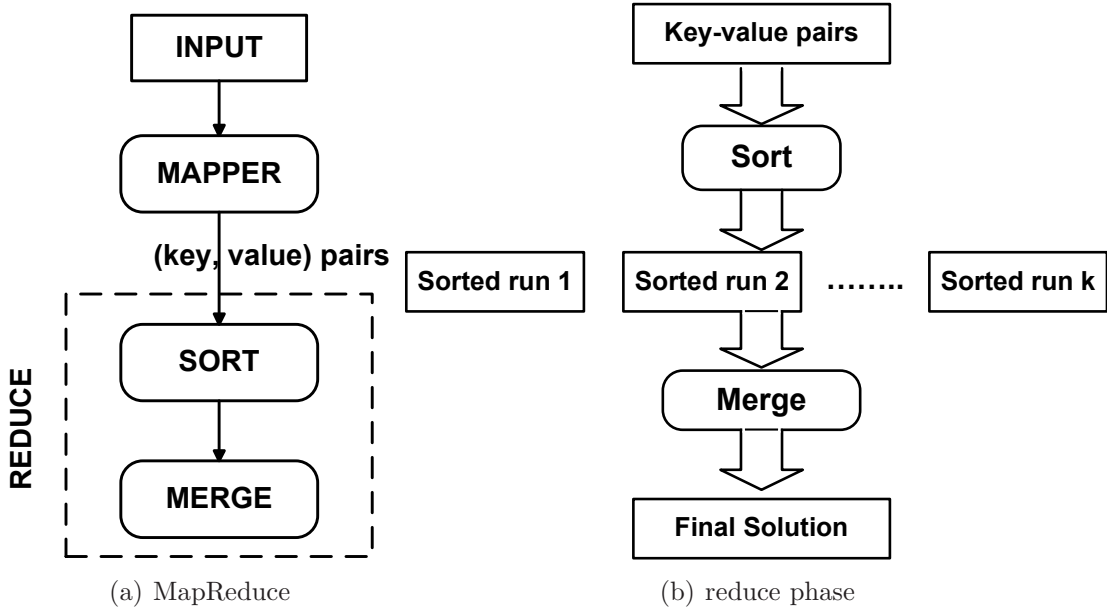 INPUT
MAPPER
(key, value) pairs
REDUCE
SORT
MERGE
(a) MapReduce
Key-value pairs
Sort
Sorted run 1
Sorted run 2
........
Sorted run k
Merge
Final Solution
(b) reduce phase